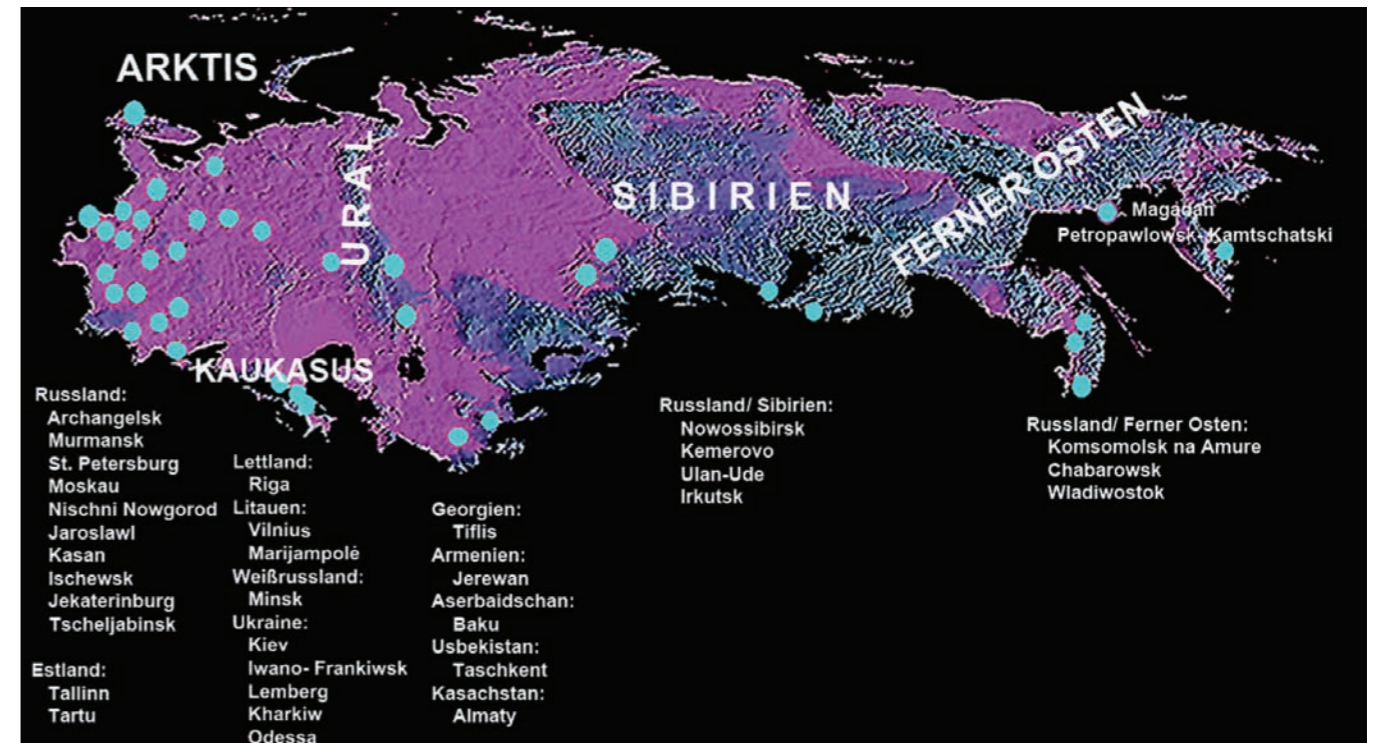 ARKTIS
URAL
SIBIRIEN
FERNER OSTEN
Magadan
Petropawlowsk- Kamtschatski
KAUKASUS
Russland:
Archangelsk
Murmansk
St. Petersburg
Moskau
Nischni Nowgorod
Jaroslawl
Kasan
Ischewsk
Jekaterinburg
Tscheljabinsk
Estland:
Tallinn
Tartu
Lettland:
Riga
Litauen:
Vilnius
Marijampolė
Weißrussland:
Minsk
Ukraine:
Kiev
Iwano- Frankiwsk
Lemberg
Kharkiw
Odessa
Georgien:
Tiflis
Armenien:
Jerewan
Aserbaidschan:
Baku
Usbekistan:
Taschkent
Kasachstan:
Almaty
Russland/ Sibirien:
Nowossibirsk
Kemerovo
Ulan-Ude
Irkutsk
Russland/ Ferner Osten:
Komsomolsk na Amure
Chabarowsk
Wladiwostok